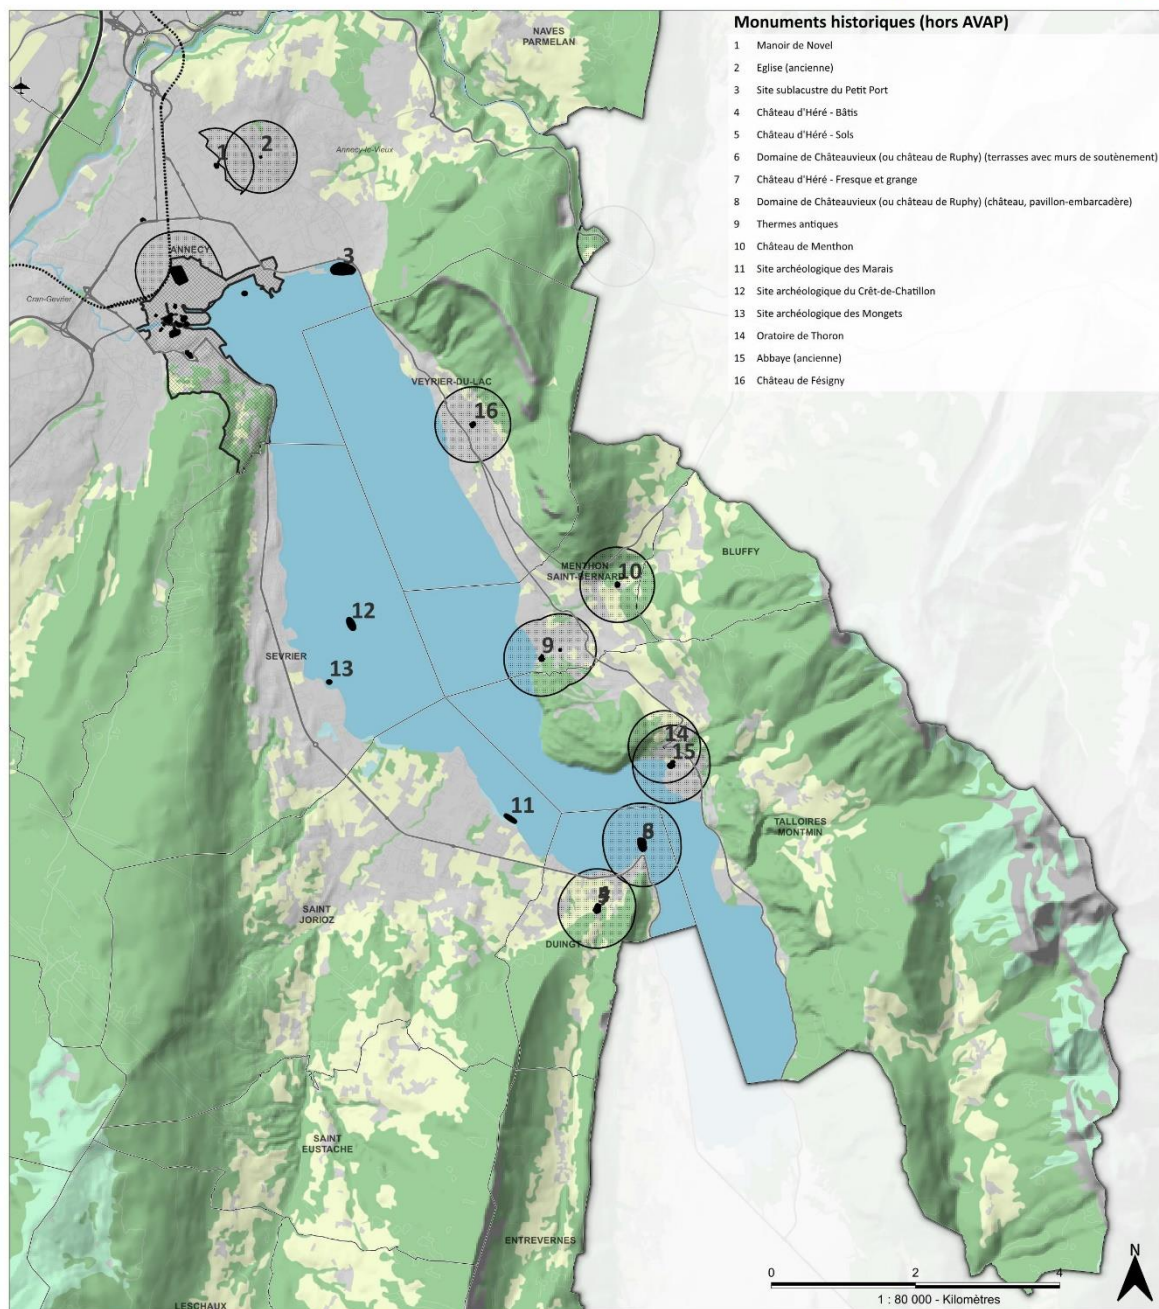 Monuments historiques (hors AVAP)
1 Manoir de Novel
2 Eglise (ancienne)
3 Site sublacustre du Petit Port
4 Château d'Héré - Bâtis
5 Château d'Héré - Sols
6 Domaine de Châteauvieux (ou château de Ruphy) (terrasses avec murs de soutènement)
7 Château d'Héré - Fresque et grange
8 Domaine de Châteauvieux (ou château de Ruphy) (château, pavillon-embarcadère)
9 Thermes antiques
10 Château de Menthon
11 Site archéologique des Marais
12 Site archéologique du Crêt-de-Chatillon
13 Site archéologique des Mongets
14 Oratoire de Thoron
15 Abbaye (ancienne)
16 Château de Fésigny
NAVES
PARMELAN
1
2
Annecy-le-Vieux
ANNECY
3
Cran-Gevrier
VEYRIER-DU-LAC
16
BLUFFY
MENTHON
SAINT-BERNARD
10
12
9
SEVRIER
13
14
15
11
8
TALLOIRES
MONTMIN
SAINT
JORIOZ
DUINGT
SAINT
EUSTACHE
ENTREVERNES
LESCHAUX
N
0 2 4
1 : 80 000 - Kilomètres